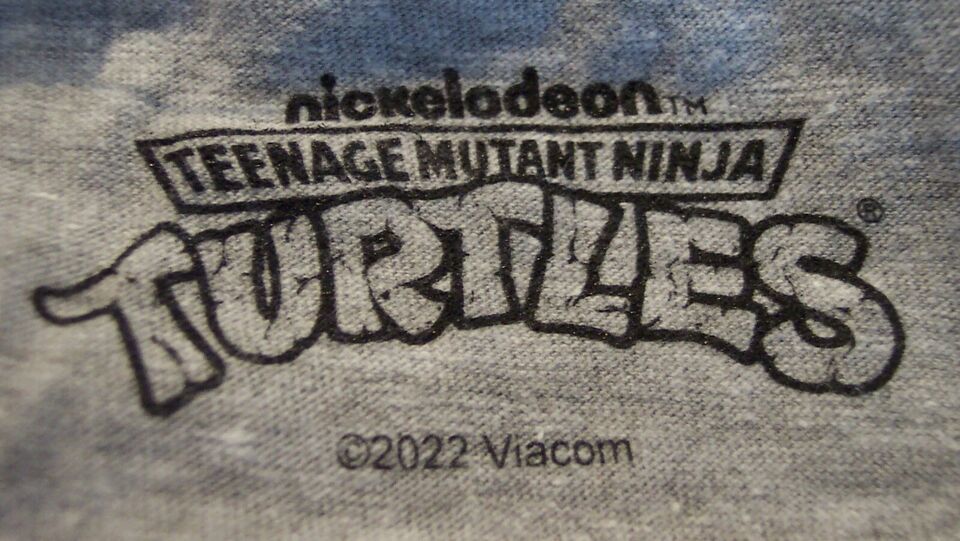 nickelodeon™
TEENAGE MUTANT NINJA
TURTLES®
©2022 Viacom